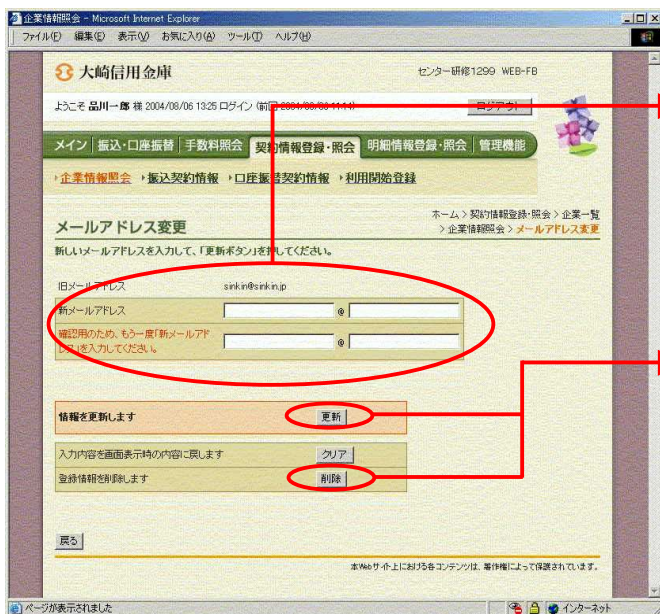 企業情報照会 - Microsoft Internet Explorer
ファイル(F) 編集(E) 表示(V) お気に入り(A) ツール(T) ヘルプ(H)
大崎信用金庫
センター研修1299 WEB-FB
ようこそ 品川一郎 様 2004/08/06 13:25 ログイン (前回 2004/08/06 11:14)
ログアウト
メイン 振込・口座振替 手数料照会 契約情報登録・照会 明細情報登録・照会 管理機能
企業情報照会 振込契約情報 口座振替契約情報 利用開始登録
ホーム > 契約情報登録・照会 > 企業一覧
> 企業情報照会 > メールアドレス変更
メールアドレス変更
新しいメールアドレスを入力して、「更新ボタン」を押してください。
旧メールアドレス sinkin@sinkin.jp
新メールアドレス @
確認用のため、もう一度「新メールアド
レス」を入力してください。 @
情報を更新します 更新
入力内容を画面表示時の内容に戻します クリア
登録情報を削除します 削除
戻る
本Webサイト上における各コンテンツは、著作権によって保護されています。
ページが表示されました インターネット